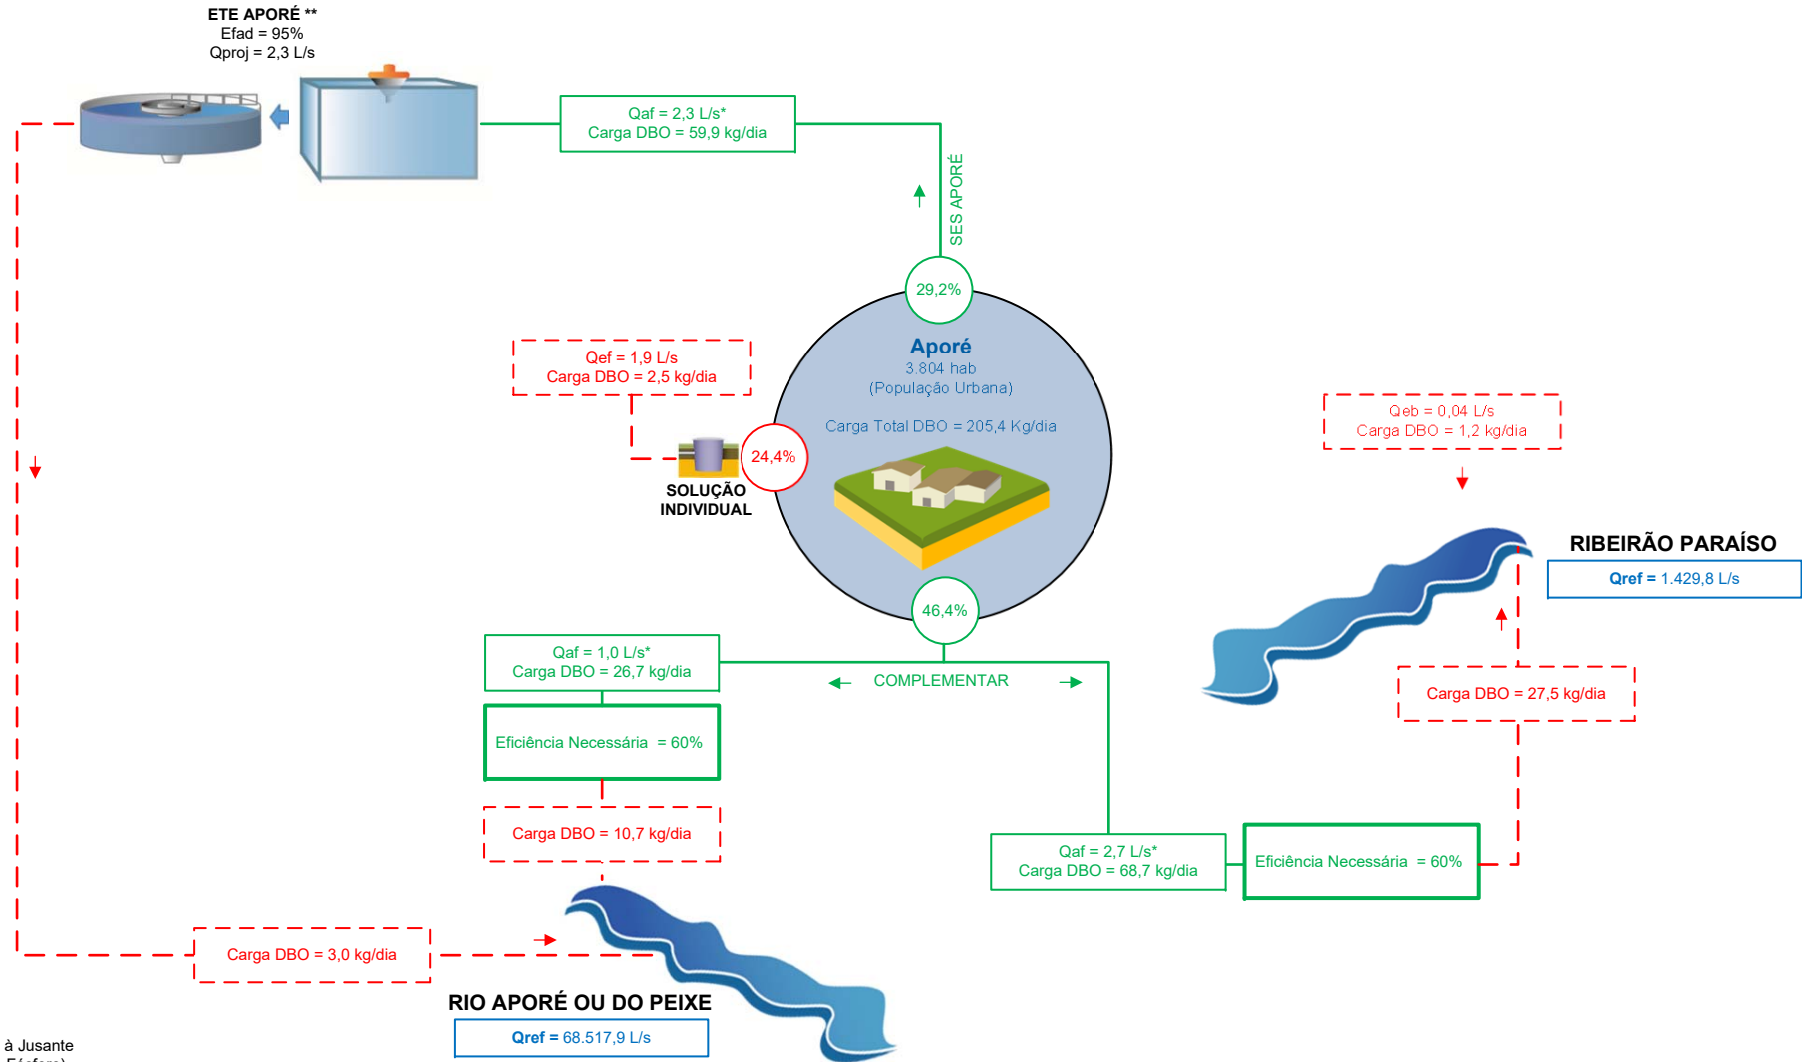 ETE APORÉ **
Efad = 95%
Qproj = 2,3 L/s
Qaf = 2,3 L/s*
Carga DBO = 59,9 kg/dia
SES APORÉ
29,2%
Aporé
3.804 hab
(População Urbana)
Carga Total DBO = 205,4 Kg/dia
Qef = 1,9 L/s
Carga DBO = 2,5 kg/dia
24,4%
SOLUÇÃO
INDIVIDUAL
Qeb = 0,04 L/s
Carga DBO = 1,2 kg/dia
RIBEIRÃO PARAÍSO
Qref = 1.429,8 L/s
46,4%
Qaf = 1,0 L/s*
Carga DBO = 26,7 kg/dia
COMPLEMENTAR
Carga DBO = 27,5 kg/dia
Eficiência Necessária = 60%
Carga DBO = 10,7 kg/dia
Qaf = 2,7 L/s*
Carga DBO = 68,7 kg/dia
Eficiência Necessária = 60%
Carga DBO = 3,0 kg/dia
RIO APORÉ OU DO PEIXE
Qref = 68.517,9 L/s
à Jusante